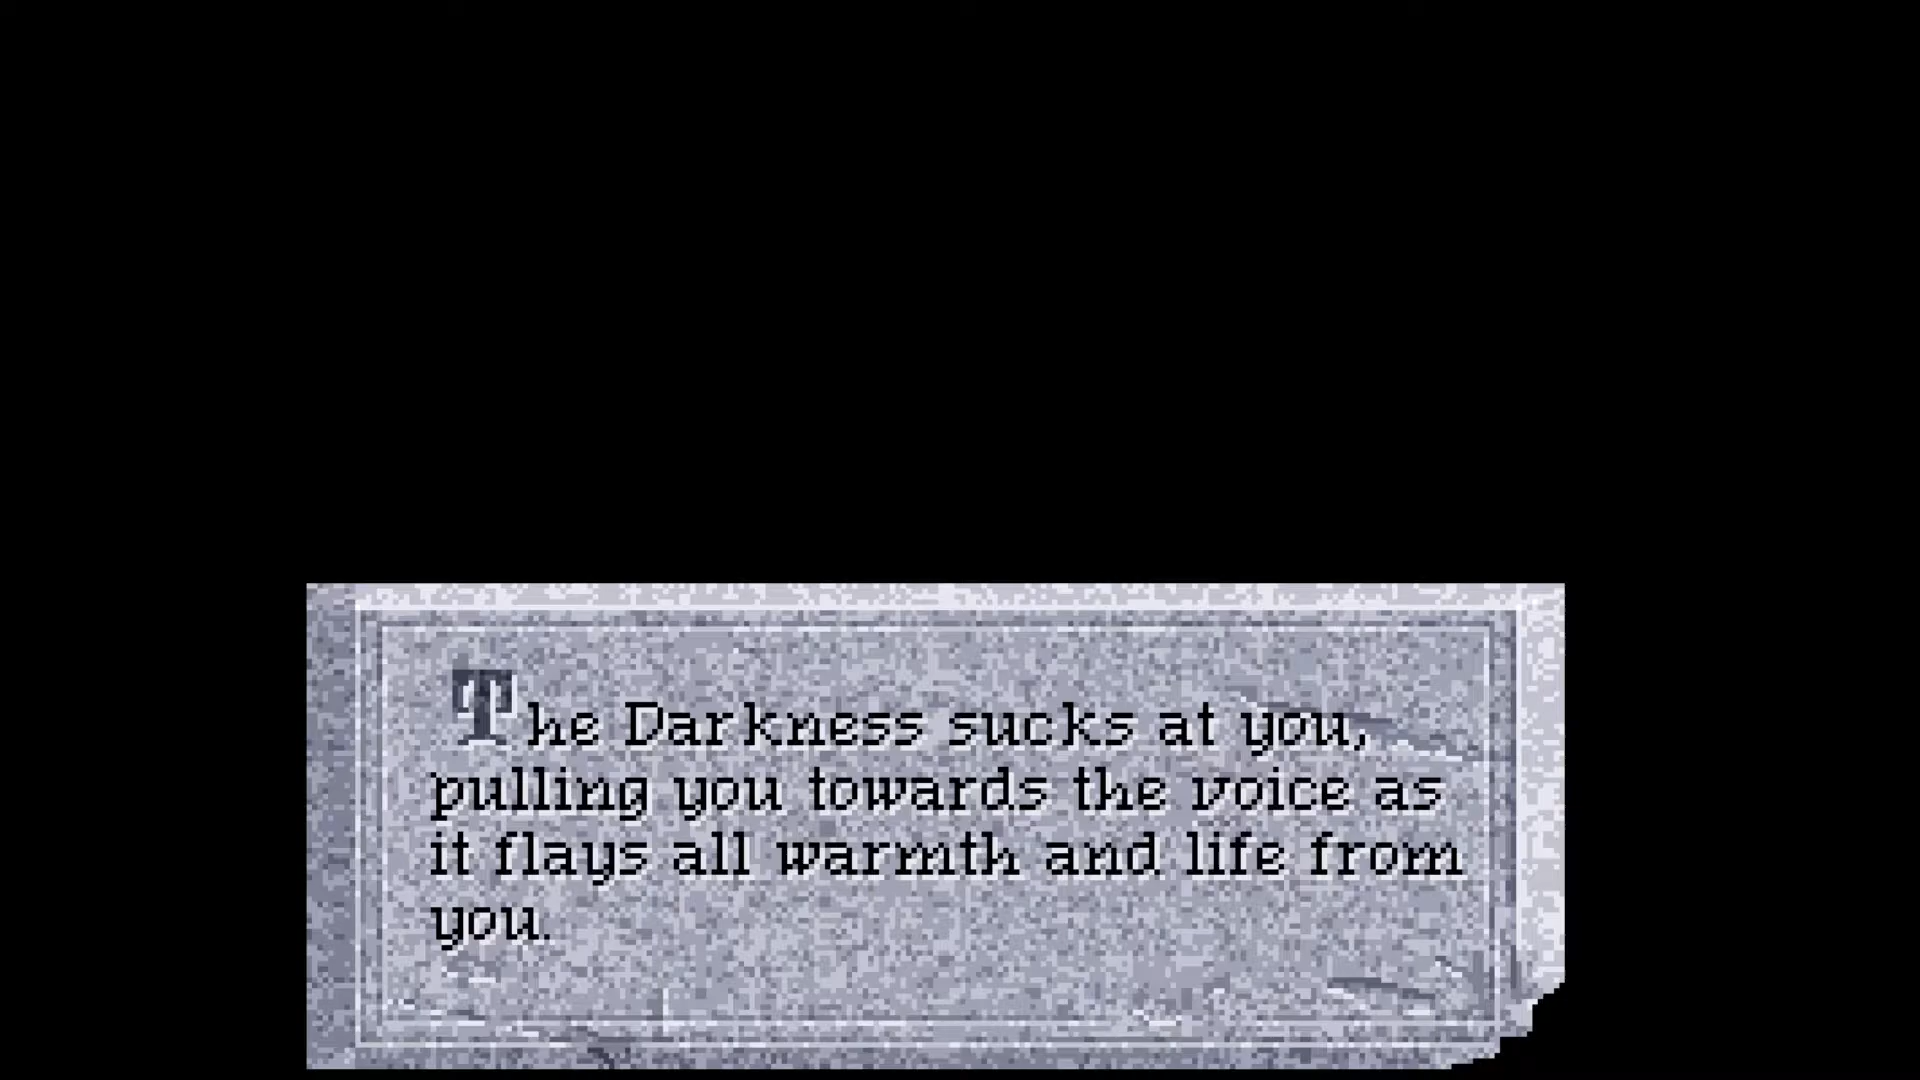 The Darkness sucks at you,
pulling you towards the voice as
it flays all warmth and life from
you.